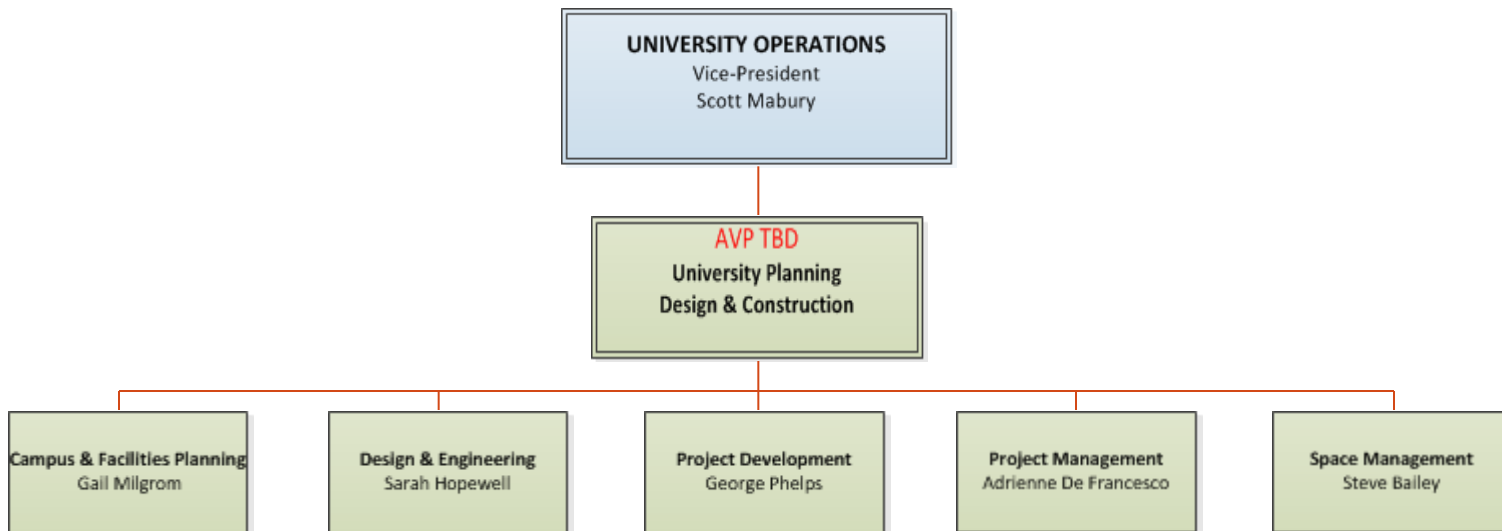 UNIVERSITY OPERATIONS
Vice-President
Scott Mabury
AVP TBD
University Planning
Design & Construction
Campus & Facilities Planning
Gail Milgrom
Design & Engineering
Sarah Hopewell
Project Development
George Phelps
Project Management
Adrienne De Francesco
Space Management
Steve Bailey